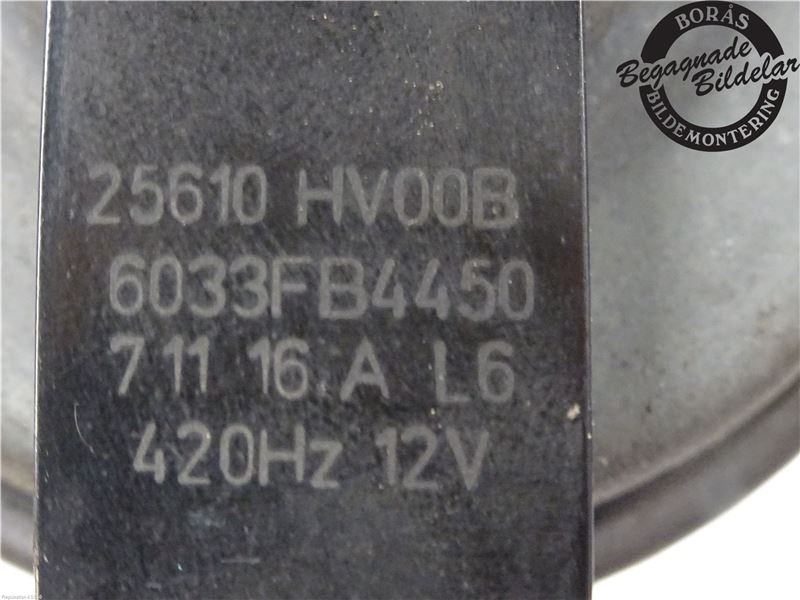 BORÅS
Begagnade
Bildelar
BILDEMONTERING
25610 HV00B
6033FB4450
7 11 16 A L6
420Hz 12V